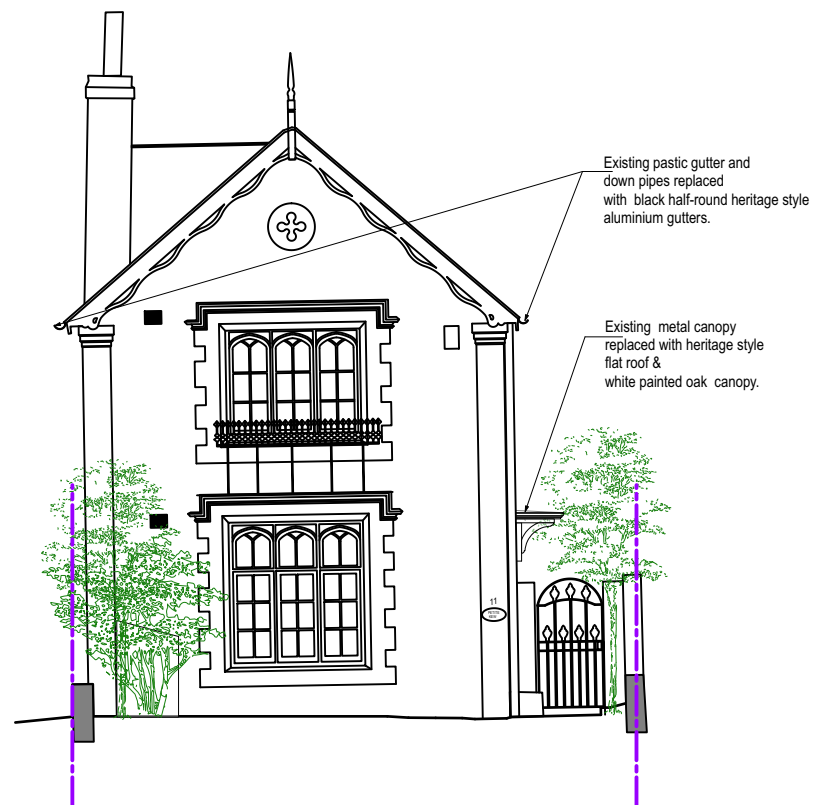 Existing pastic gutter and
down pipes replaced
with black half-round heritage style
aluminium gutters.
Existing metal canopy
replaced with heritage style
flat roof &
white painted oak canopy.
11